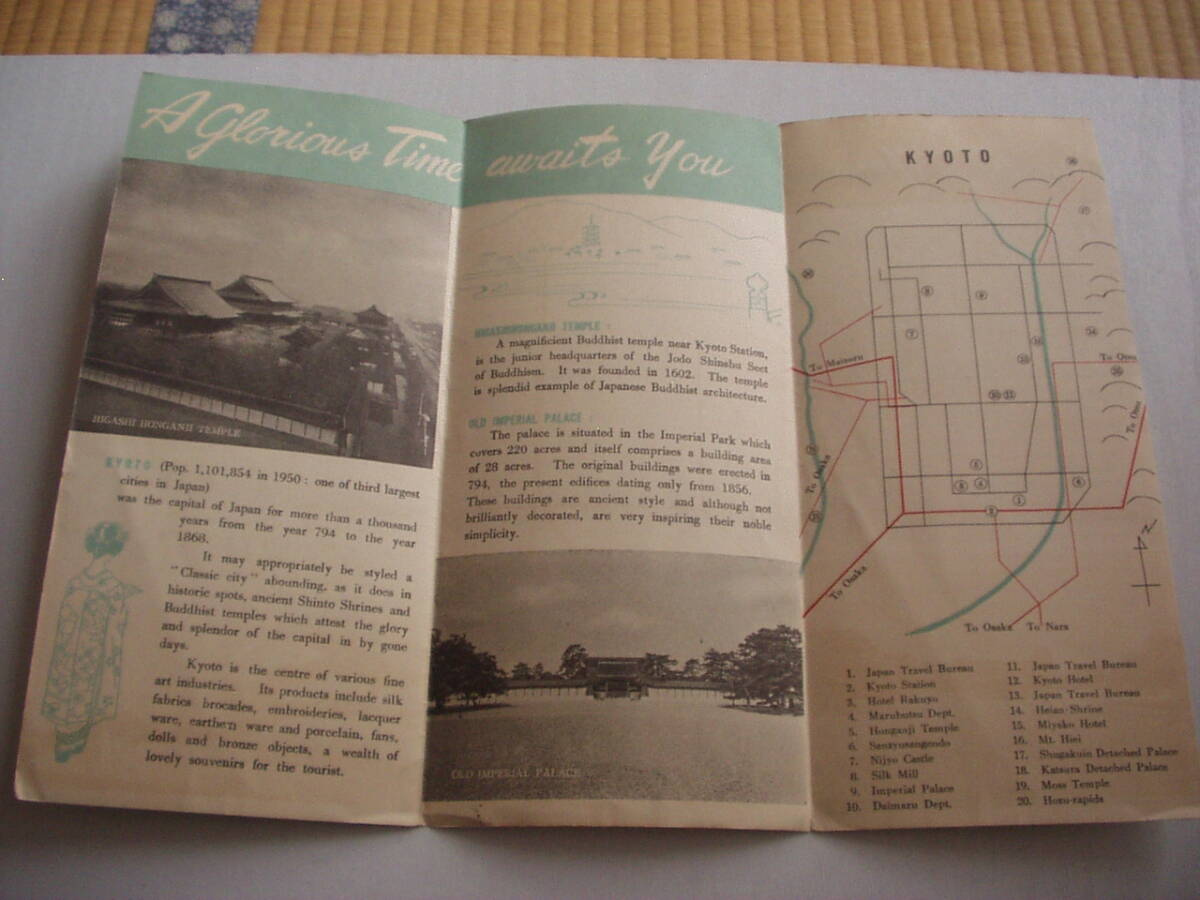 A Glorious Time awaits You
HIGASHI HONGANJI TEMPLE
KYOTO (Pop. 1,101,854 in 1950 : one of third largest
cities in Japan)
was the capital of Japan for more than a thousand
years from the year 794 to the year
1868.
It may appropriately be styled a
"Classic city" abounding, as it does in
historic spots, ancient Shinto Shrines and
Buddhist temples which attest the glory
and splendor of the capital in by gone
days.
Kyoto is the centre of various fine
art industries. Its products include silk
fabrics brocades, embroideries, lacquer
ware, earthen ware and porcelain, fans,
dolls and bronze objects, a wealth of
lovely souvenirs for the tourist.
HIGASHIHONGANJI TEMPLE :
A magnificient Buddhist temple near Kyoto Station,
is the junior headquarters of the Jodo Shinshu Sect
of Buddhism. It was founded in 1602. The temple
is splendid example of Japanese Buddhist architecture.
OLD IMPERIAL PALACE :
The palace is situated in the Imperial Park which
covers 220 acres and itself comprises a building area
of 28 acres. The original buildings were erected in
794, the present edifices dating only from 1856.
These buildings are ancient style and although not
brilliantly decorated, are very inspiring their noble
simplicity.
OLD IMPERIAL PALACE
KYOTO
To Maizuru
To Otsu
To Otsu
To Osaka
To Osaka
To Osaka
To Nara
1. Japan Travel Bureau
2. Kyoto Station
3. Hotel Rakuyo
4. Marubutsu Dept.
5. Honganji Temple
6. Sanzyusangendo
7. Nijyo Castle
8. Silk Mill
9. Imperial Palace
10. Daimaru Dept.
11. Japan Travel Bureau
12. Kyoto Hotel
13. Japan Travel Bureau
14. Heian Shrine
15. Miyako Hotel
16. Mt. Hiei
17. Shugakuin Detached Palace
18. Katsura Detached Palace
19. Moss Temple
20. Hozu-rapids